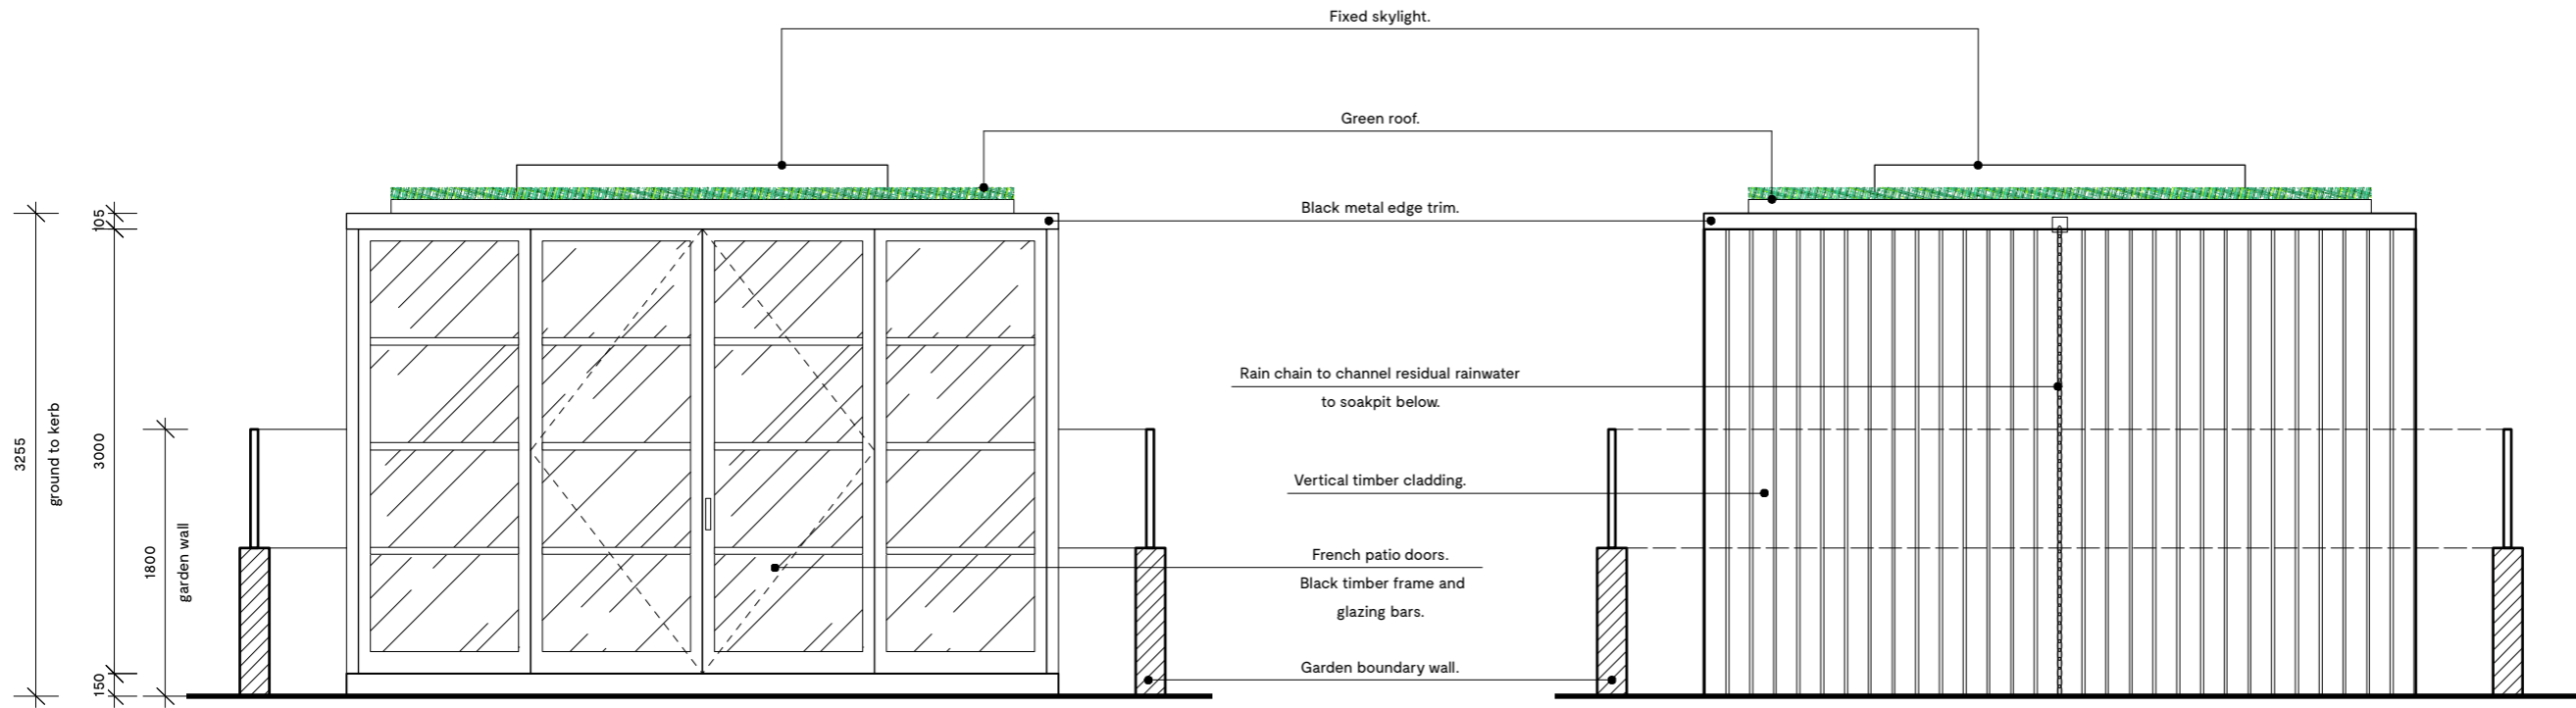 Fixed skylight.
Green roof.
Black metal edge trim.
Rain chain to channel residual rainwater
to soakpit below.
Vertical timber cladding.
French patio doors.
Black timber frame and
glazing bars.
Garden boundary wall.
3255
ground to kerb
105
3000
150
1800
garden wall